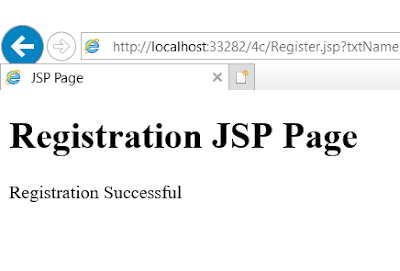 http://localhost:33282/4c/Register.jsp?txtName
JSP Page
Registration JSP Page
Registration Successful